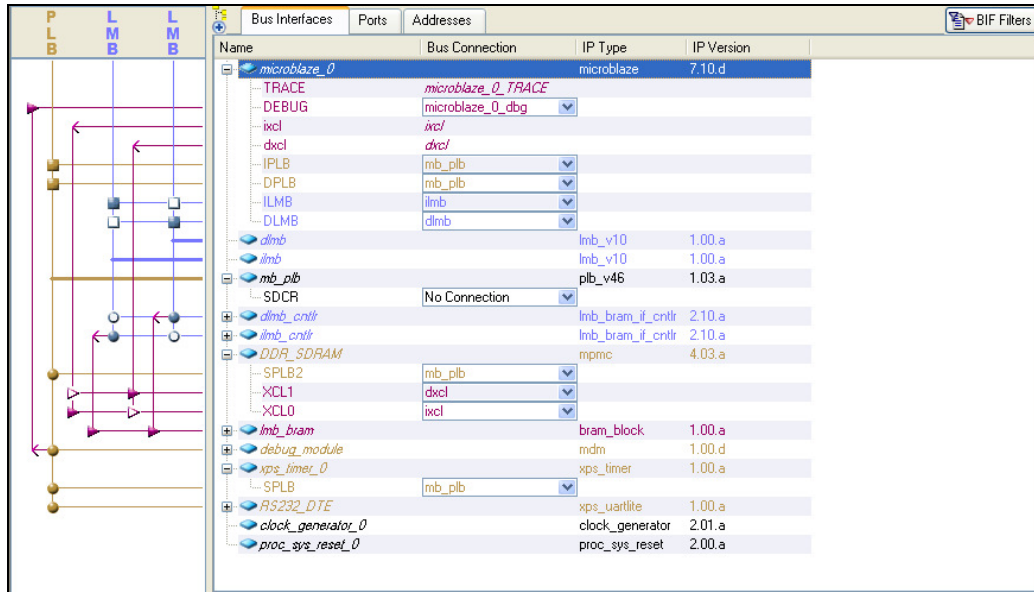 P L B
L M B
L M B
Bus Interfaces Ports Addresses BIF Filters
Name Bus Connection IP Type IP Version
microblaze_0 microblaze 7.10.d
TRACE microblaze_0_TRACE
DEBUG microblaze_0_dbg
ixcl ixcl
dxcl dxcl
IPLB mb_plb
DPLB mb_plb
ILMB ilmb
DLMB dlmb
dlmb lmb_v10 1.00.a
ilmb lmb_v10 1.00.a
mb_plb plb_v46 1.03.a
SDCR No Connection
dlmb_cntlr lmb_bram_if_cntlr 2.10.a
ilmb_cntlr lmb_bram_if_cntlr 2.10.a
DDR_SDRAM mpmc 4.03.a
SPLB2 mb_plb
XCL1 dxcl
XCL0 ixcl
lmb_bram bram_block 1.00.a
debug_module mdm 1.00.d
xps_timer_0 xps_timer 1.00.a
SPLB mb_plb
RS232_DTE xps_uartlite 1.00.a
clock_generator_0 clock_generator 2.01.a
proc_sys_reset_0 proc_sys_reset 2.00.a